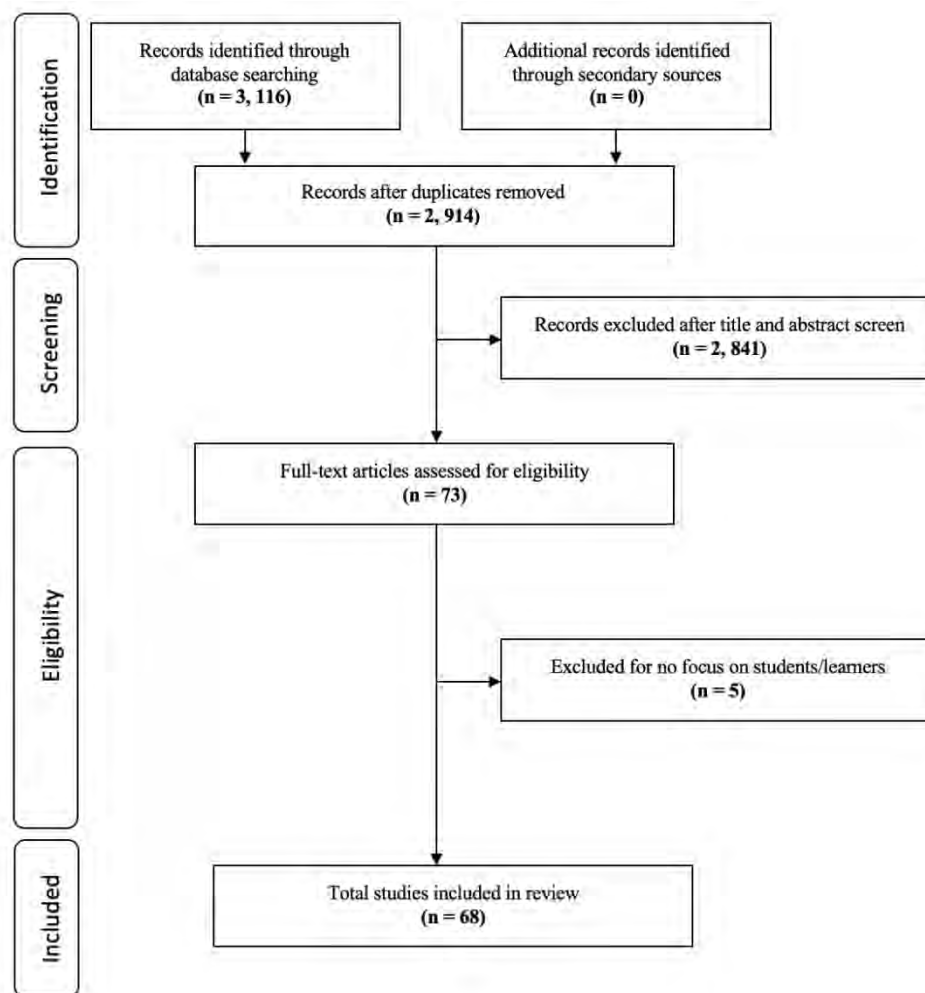 Identification
Records identified through
database searching
(n = 3, 116)
Additional records identified
through secondary sources
(n = 0)
Records after duplicates removed
(n = 2, 914)
Screening
Records excluded after title and abstract screen
(n = 2, 841)
Eligibility
Full-text articles assessed for eligibility
(n = 73)
Excluded for no focus on students/learners
(n = 5)
Included
Total studies included in review
(n = 68)